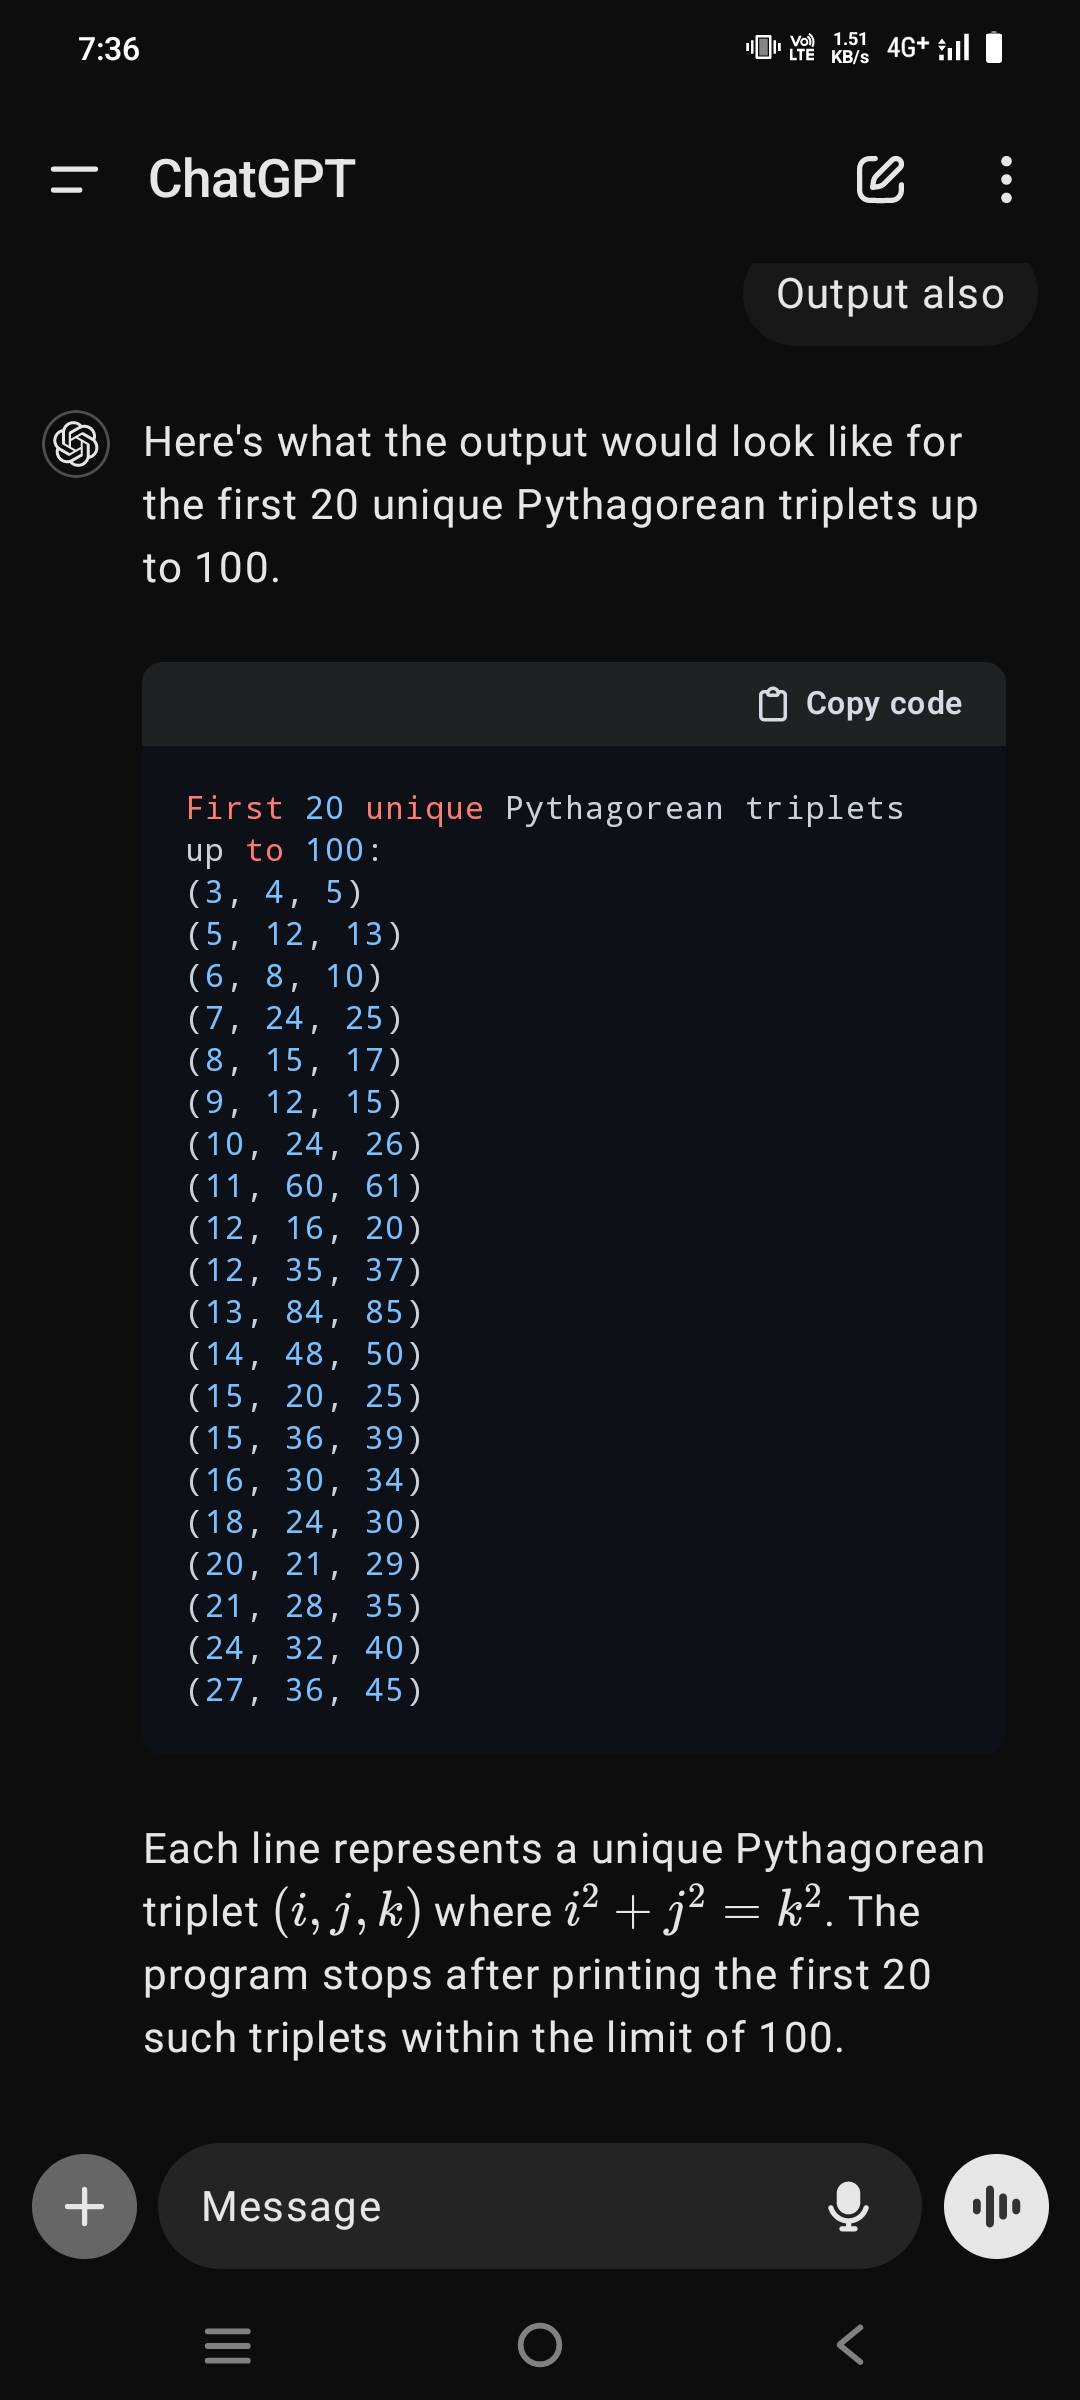 7:36
Vo)) LTE 1.51 KB/s 4G+
ChatGPT
Output also
Here's what the output would look like for
the first 20 unique Pythagorean triplets up
to 100.
Copy code
First 20 unique Pythagorean triplets
up to 100:
(3, 4, 5)
(5, 12, 13)
(6, 8, 10)
(7, 24, 25)
(8, 15, 17)
(9, 12, 15)
(10, 24, 26)
(11, 60, 61)
(12, 16, 20)
(12, 35, 37)
(13, 84, 85)
(14, 48, 50)
(15, 20, 25)
(15, 36, 39)
(16, 30, 34)
(18, 24, 30)
(20, 21, 29)
(21, 28, 35)
(24, 32, 40)
(27, 36, 45)
Each line represents a unique Pythagorean
triplet (i, j, k) where i² + j² = k². The
program stops after printing the first 20
such triplets within the limit of 100.
Message